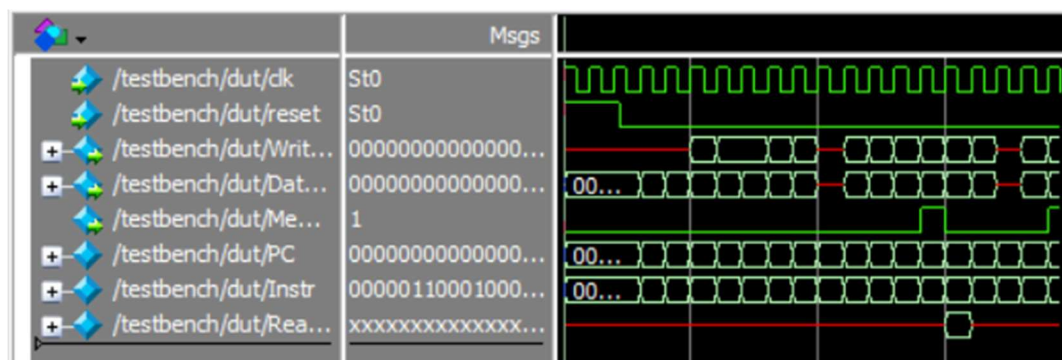 Msgs
/testbench/dut/clk St0
/testbench/dut/reset St0
/testbench/dut/Writ... 00000000000000...
/testbench/dut/Dat... 00000000000000... 00...
/testbench/dut/Me... 1
/testbench/dut/PC 00000000000000... 00...
/testbench/dut/Instr 00000110001000... 00...
/testbench/dut/Rea... xxxxxxxxxxxxxx...